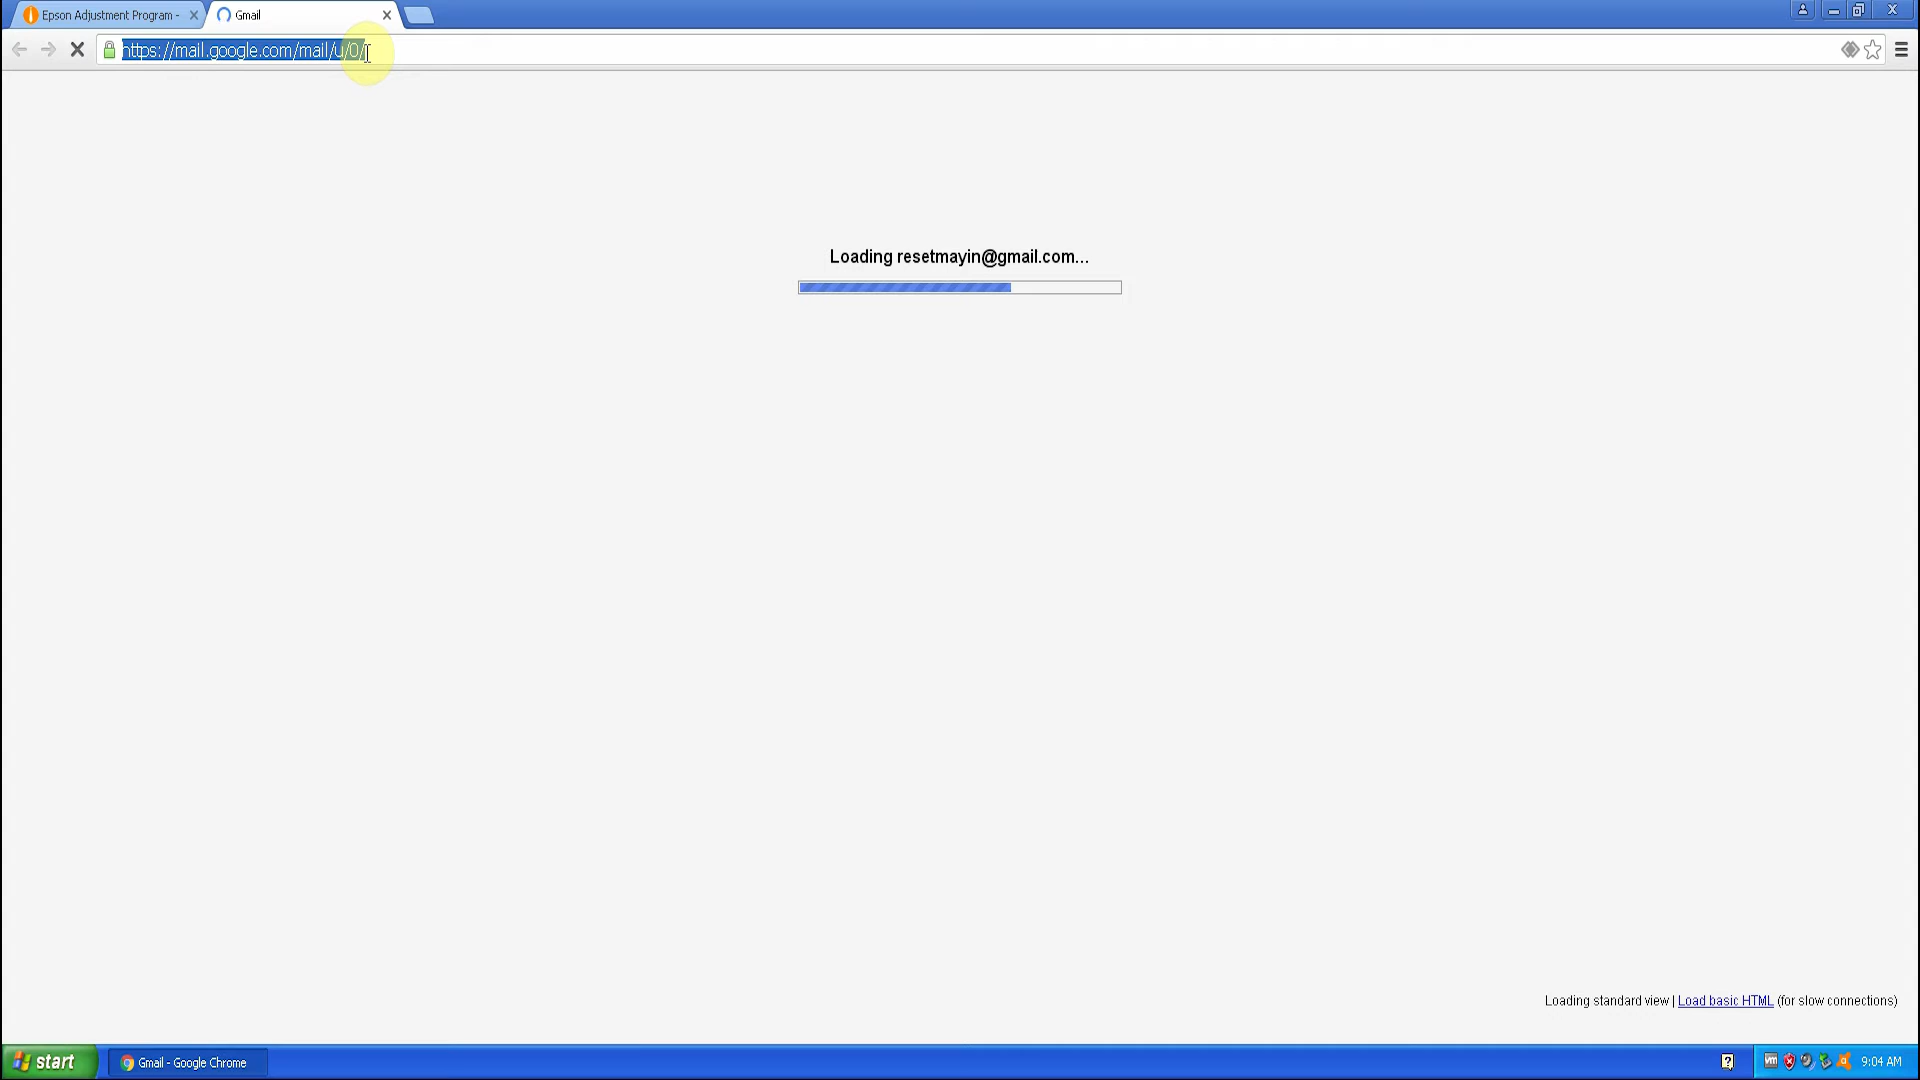 Epson Adjustment Program -
Gmail
https://mail.google.com/mail/u/0/
Loading resetmayin@gmail.com...
Loading standard view | Load basic HTML (for slow connections)
start
Gmail - Google Chrome
9:04 AM